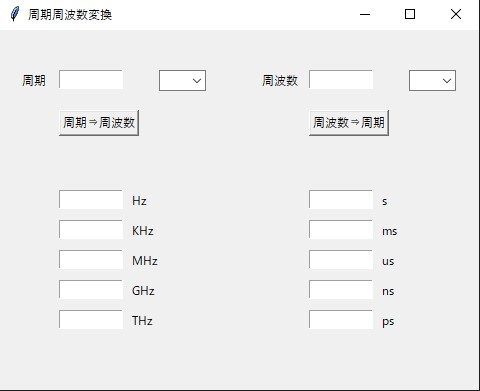 周期周波数変換
周期 周波数
周期⇒周波数 周波数⇒周期
Hz s
KHz ms
MHz us
GHz ns
THz ps